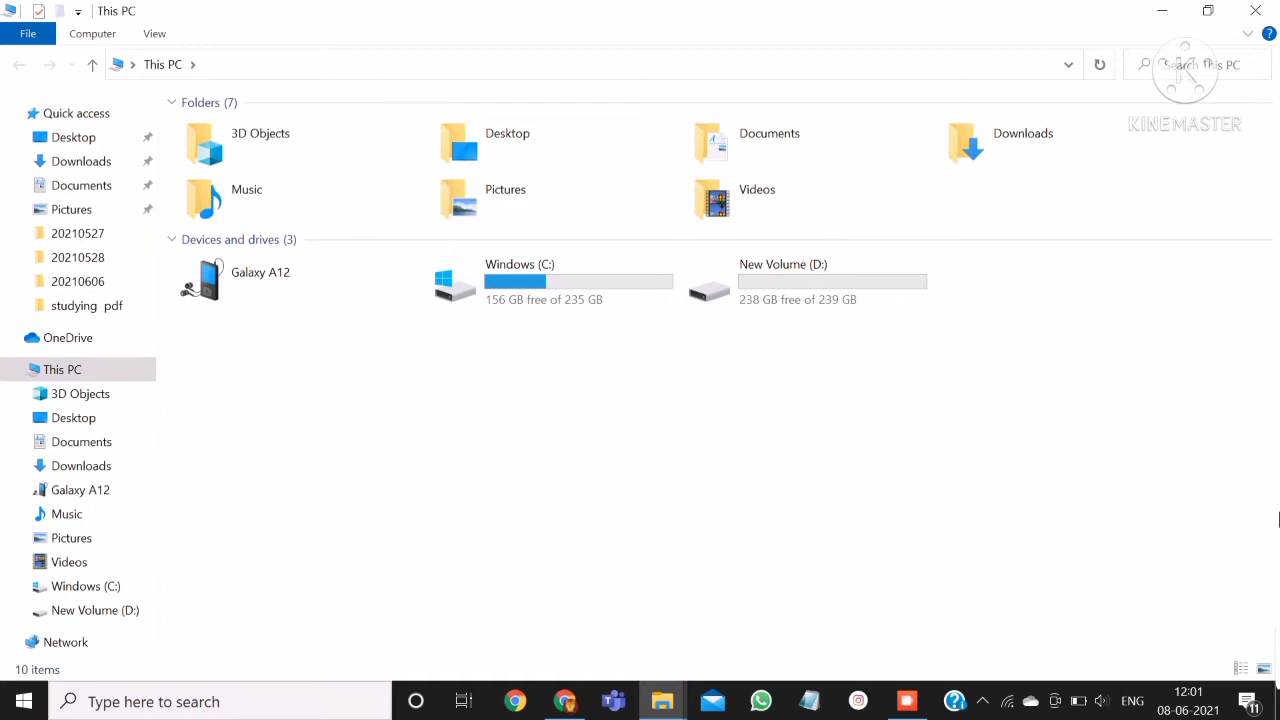 This PC
File Computer View
This PC
Search This PC
KINEMASTER
Quick access
Desktop
Downloads
Documents
Pictures
20210527
20210528
20210606
studying pdf
OneDrive
This PC
3D Objects
Desktop
Documents
Downloads
Galaxy A12
Music
Pictures
Videos
Windows (C:)
New Volume (D:)
Network
Folders (7)
3D Objects
Desktop
Documents
Downloads
Music
Pictures
Videos
Devices and drives (3)
Galaxy A12
Windows (C:)
156 GB free of 235 GB
New Volume (D:)
238 GB free of 239 GB
10 items
Type here to search
ENG
12:01
08-06-2021
11